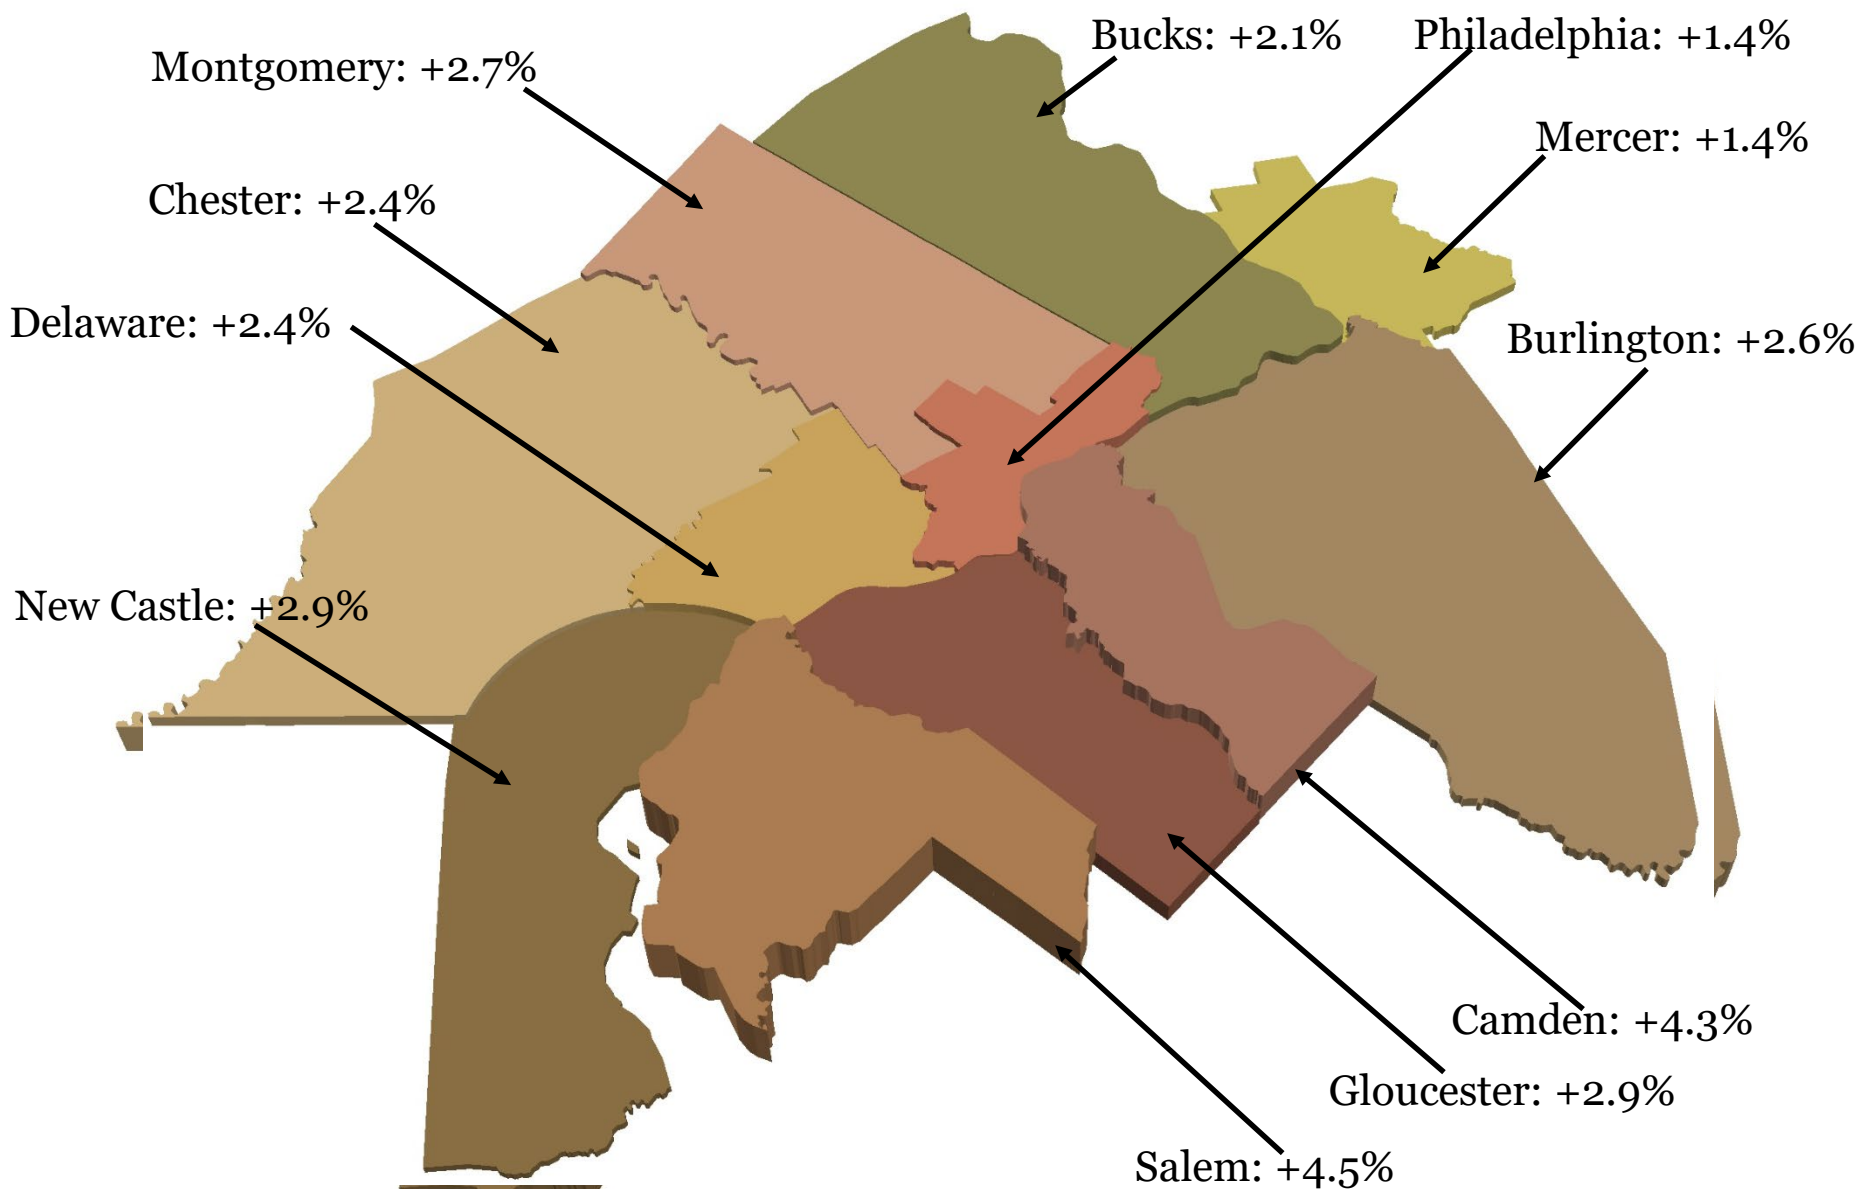 Bucks: +2.1%
Philadelphia: +1.4%
Montgomery: +2.7%
Mercer: +1.4%
Chester: +2.4%
Delaware: +2.4%
Burlington: +2.6%
New Castle: +2.9%
Camden: +4.3%
Gloucester: +2.9%
Salem: +4.5%